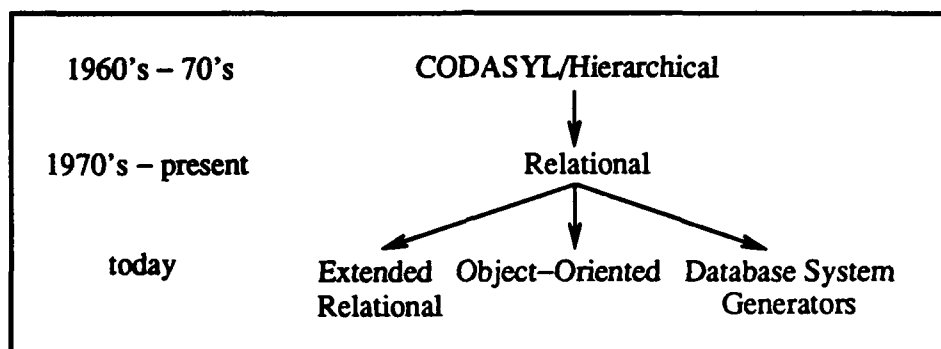 1960's – 70's CODASYL/Hierarchical
1970's – present Relational
today Extended Object–Oriented Database System
Relational Generators